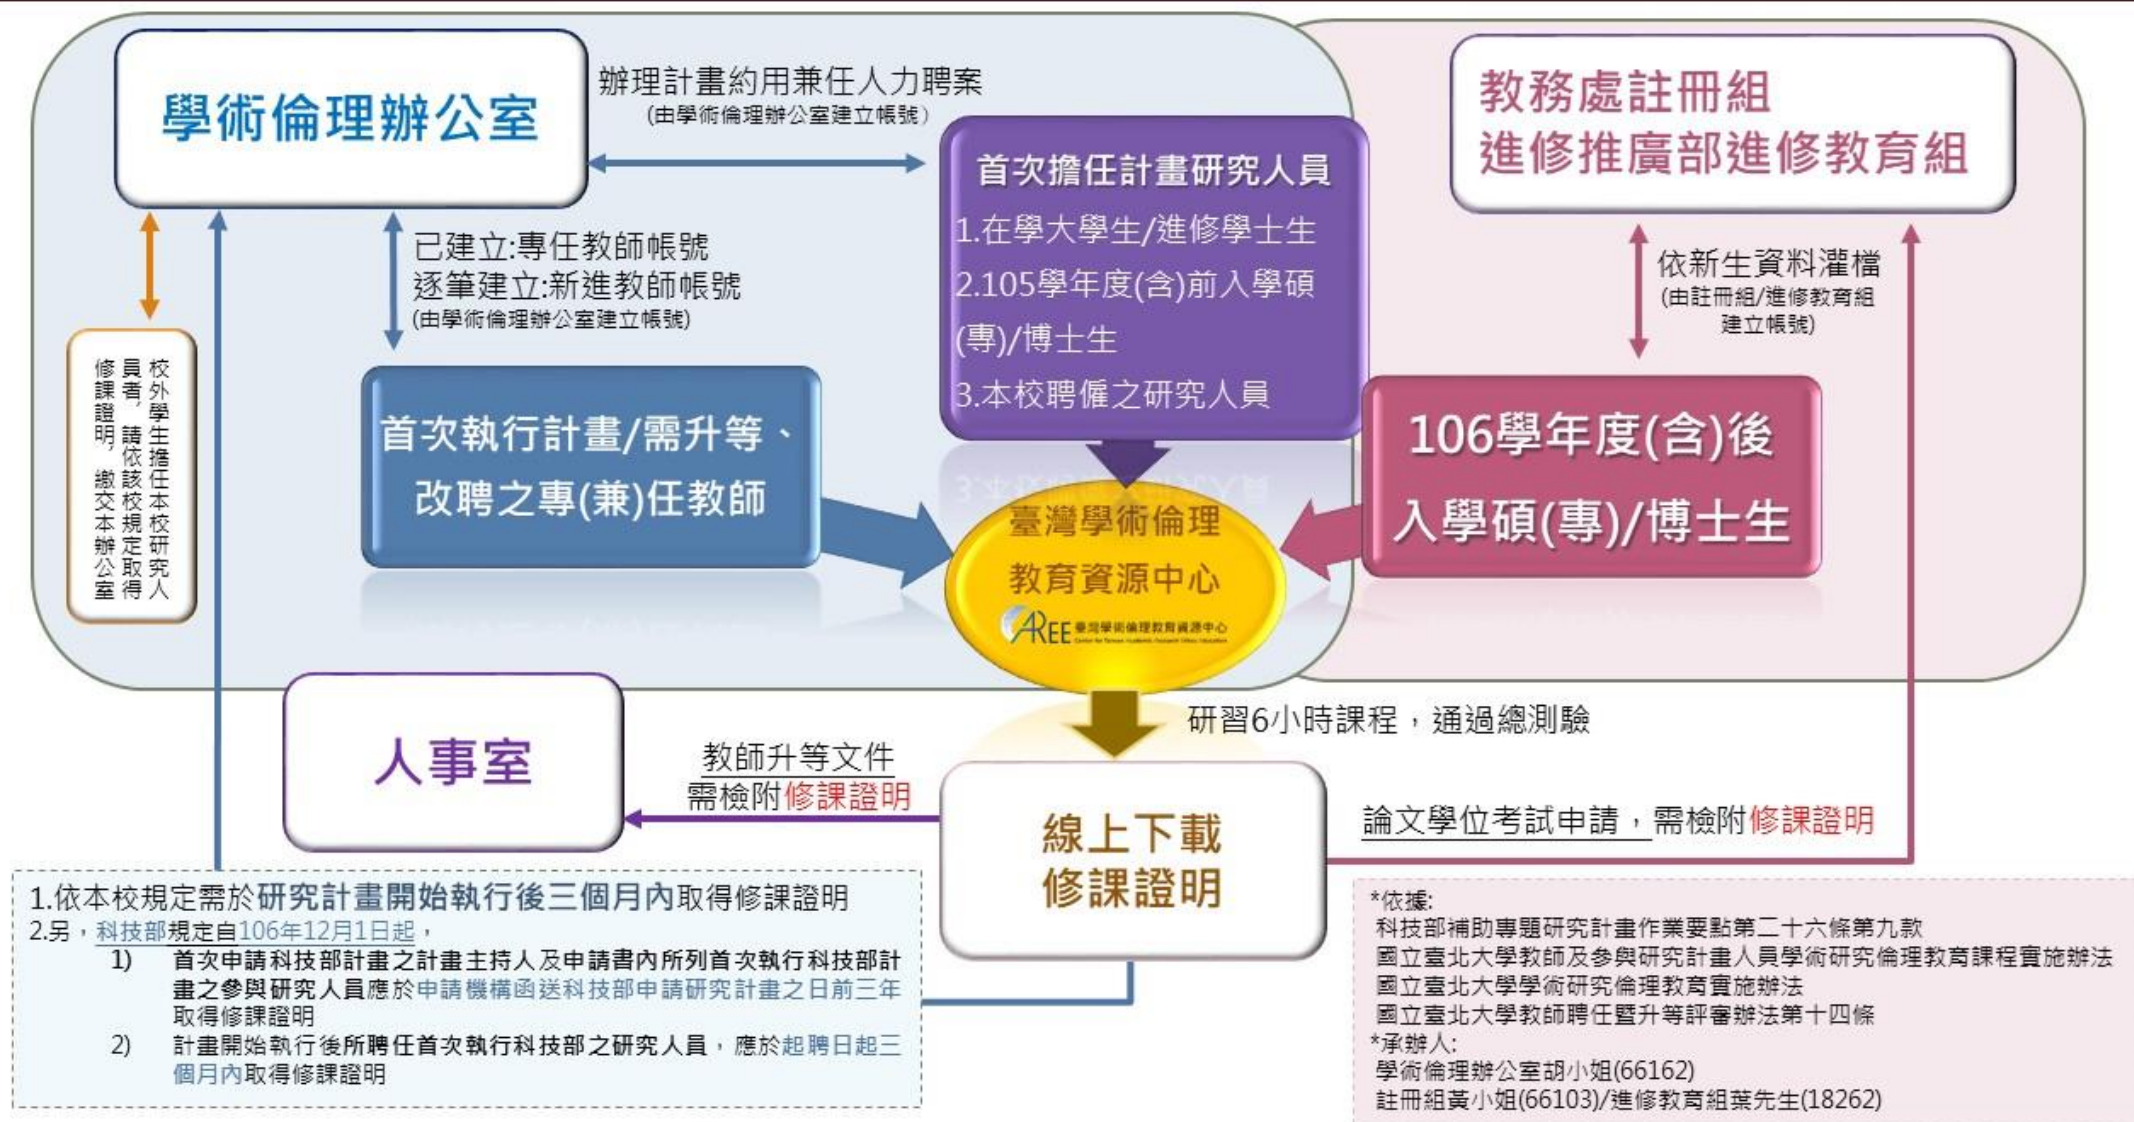 學術倫理辦公室
辦理計畫約用兼任人力聘案
(由學術倫理辦公室建立帳號)
首次擔任計畫研究人員
1.在學大學生/進修學士生
2.105學年度(含)前入學碩
(專)/博士生
3.本校聘僱之研究人員
教務處註冊組
進修推廣部進修教育組
已建立:專任教師帳號
逐筆建立:新進教師帳號
(由學術倫理辦公室建立帳號)
依新生資料灌檔
(由註冊組/進修教育組
建立帳號)
校外學生擔任本校研究人
員者，請依該校規定取得
修課證明，繳交本辦公室
首次執行計畫/需升等、
改聘之專(兼)任教師
106學年度(含)後
入學碩(專)/博士生
臺灣學術倫理
教育資源中心
AREE 臺灣學術倫理教育資源中心
研習6小時課程，通過總測驗
人事室
教師升等文件
需檢附修課證明
線上下載
修課證明
論文學位考試申請，需檢附修課證明
1.依本校規定需於研究計畫開始執行後三個月內取得修課證明
2.另，科技部規定自106年12月1日起，
1) 首次申請科技部計畫之計畫主持人及申請書內所列首次執行科技部計
畫之參與研究人員應於申請機構函送科技部申請研究計畫之日前三年
取得修課證明
2) 計畫開始執行後所聘任首次執行科技部之研究人員，應於起聘日起三
個月內取得修課證明
*依據:
科技部補助專題研究計畫作業要點第二十六條第九款
國立臺北大學教師及參與研究計畫人員學術研究倫理教育課程實施辦法
國立臺北大學學術研究倫理教育實施辦法
國立臺北大學教師聘任暨升等評審辦法第十四條
*承辦人:
學術倫理辦公室胡小姐(66162)
註冊組黃小姐(66103)/進修教育組葉先生(18262)